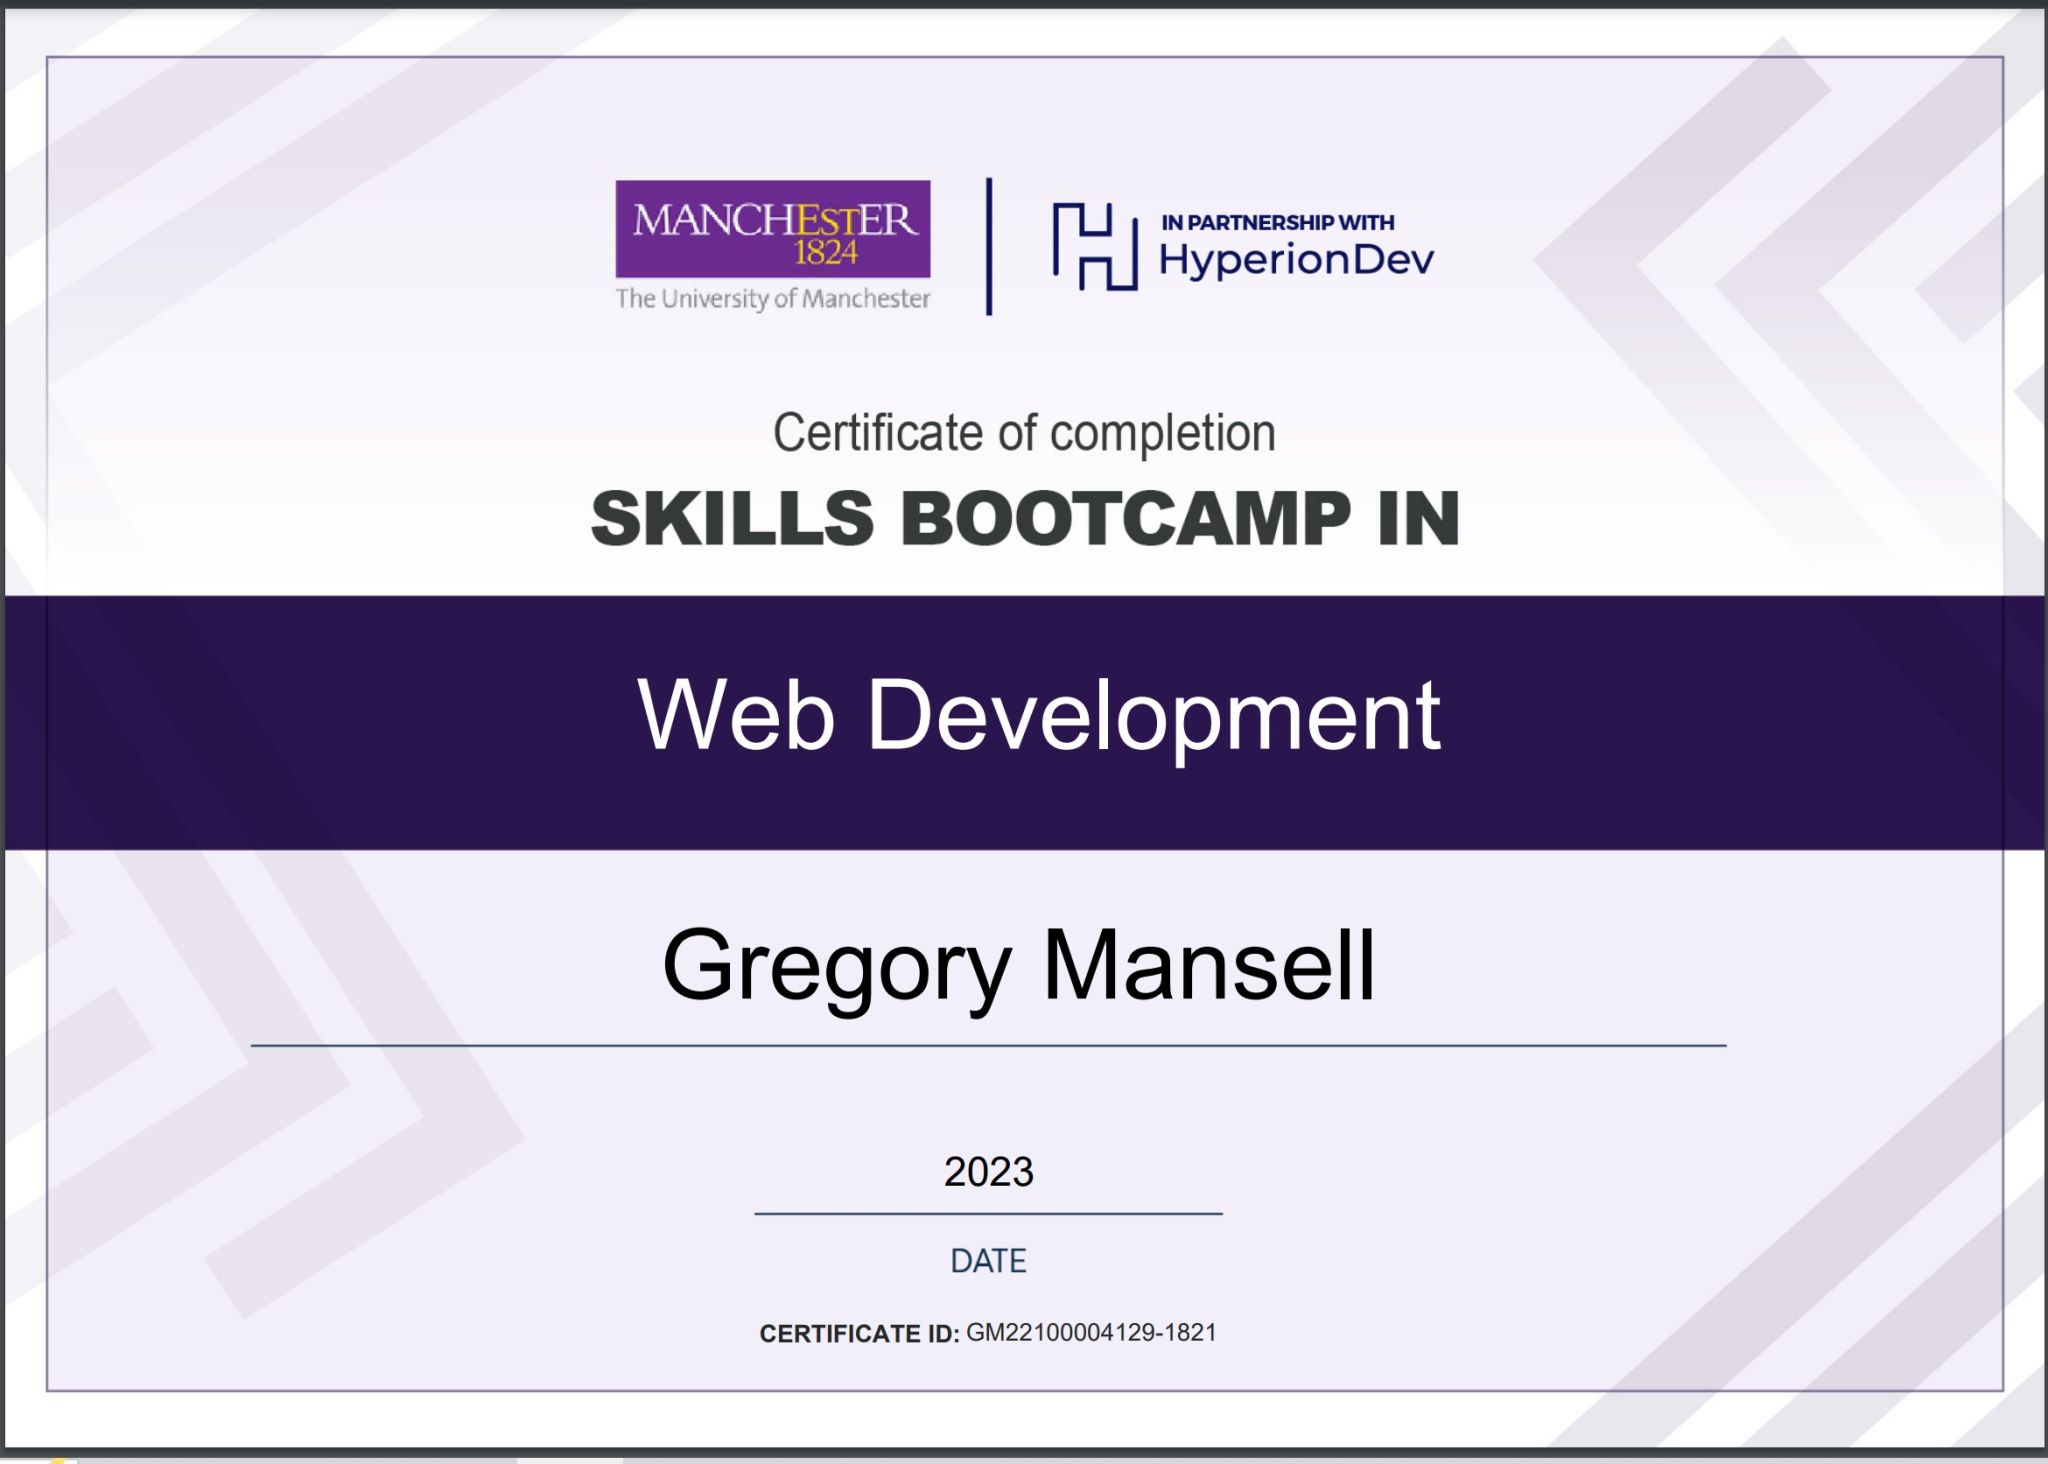 MANCHESTER
1824
The University of Manchester
IN PARTNERSHIP WITH
HyperionDev
Certificate of completion
SKILLS BOOTCAMP IN
Web Development
Gregory Mansell
2023
DATE
CERTIFICATE ID: GM22100004129-1821